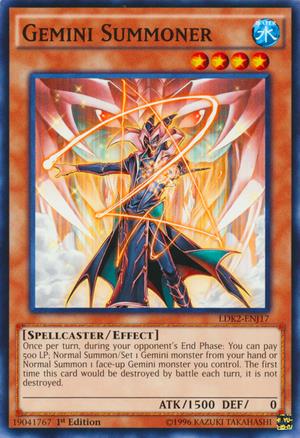 GEMINI SUMMONER
WATER
水
LDK2-ENJ17
[SPELLCASTER/EFFECT]
Once per turn, during your opponent's End Phase: You can pay
500 LP; Normal Summon/Set 1 Gemini monster from your hand or
Normal Summon 1 face-up Gemini monster you control. The first
time this card would be destroyed by battle each turn, it is not
destroyed.
ATK/1500 DEF/ 0
19041767 1st Edition ©1996 KAZUKI TAKAHASHI